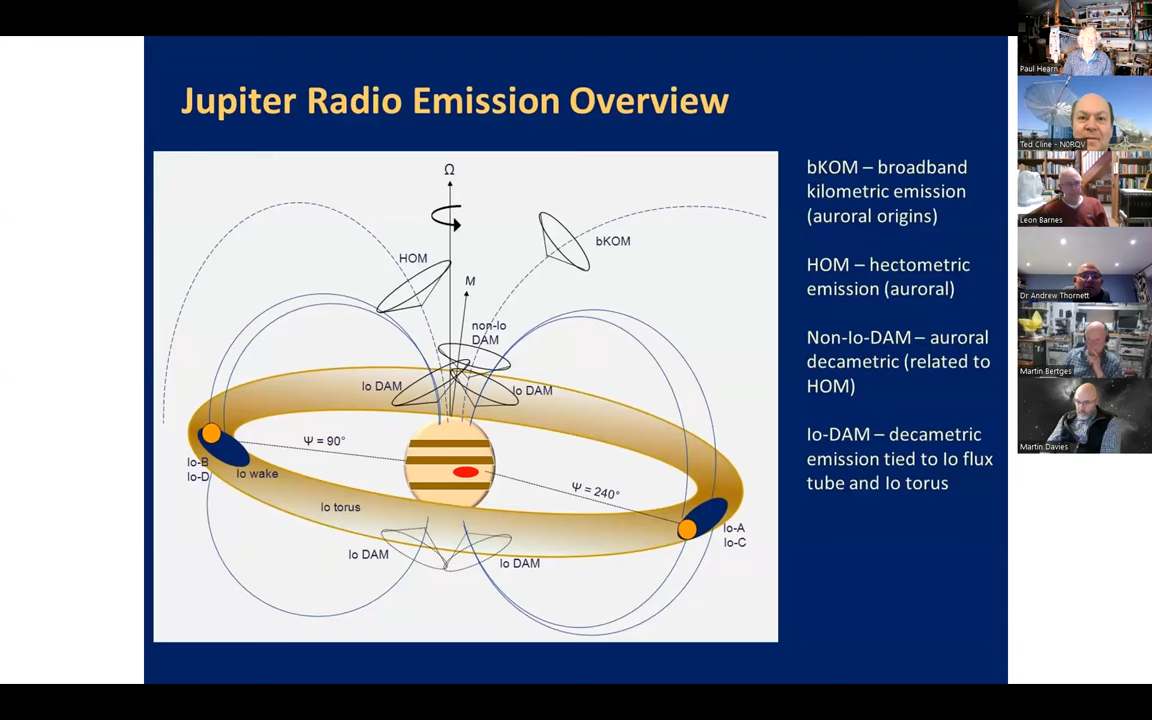 Jupiter Radio Emission Overview
Ω
bKOM
HOM
M
non-Io
DAM
Io DAM
Io DAM
Ψ = 90°
Io-B
Io-D
Io wake
Ψ = 240°
Io torus
Io-A
Io-C
Io DAM
Io DAM
bKOM – broadband
kilometric emission
(auroral origins)
HOM – hectometric
emission (auroral)
Non-Io-DAM – auroral
decametric (related to
HOM)
Io-DAM – decametric
emission tied to Io flux
tube and Io torus
Paul Hearn
Ted Cline - N0RQV
Leon Barnes
Dr Andrew Thornett
Martin Bertges
Martin Davies